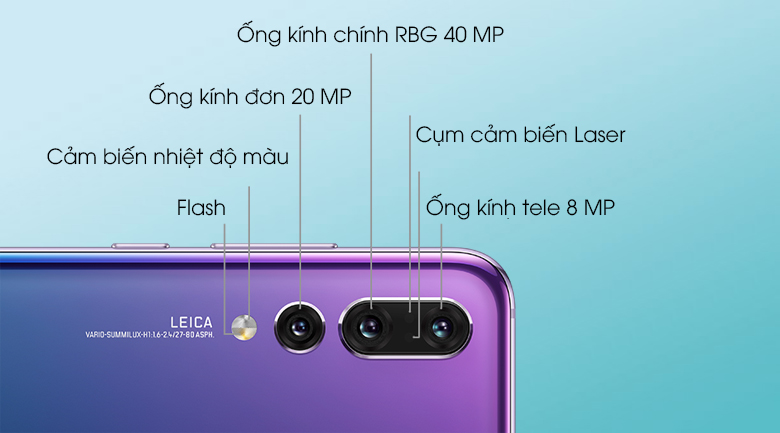 Ống kính chính RBG 40 MP
Ống kính đơn 20 MP
Cụm cảm biến Laser
Cảm biến nhiệt độ màu
Flash
Ống kính tele 8 MP
LEICA
VARIO-SUMMILUX-H1:1.6-2.4/27-80 ASPH.